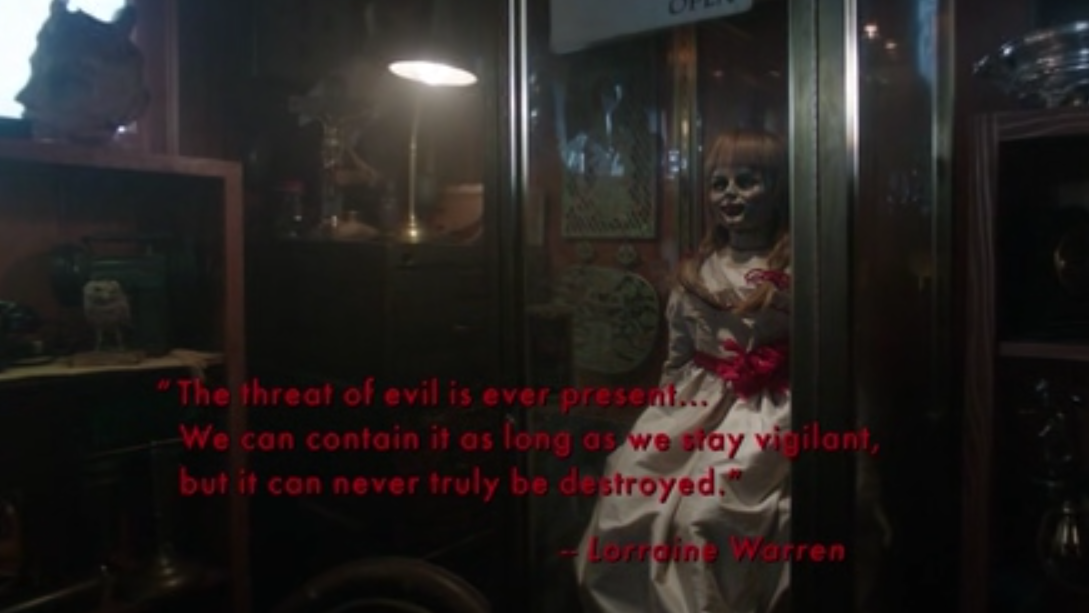 OPEN
“The threat of evil is ever present...
We can contain it as long as we stay vigilant,
but it can never truly be destroyed.”
-- Lorraine Warren